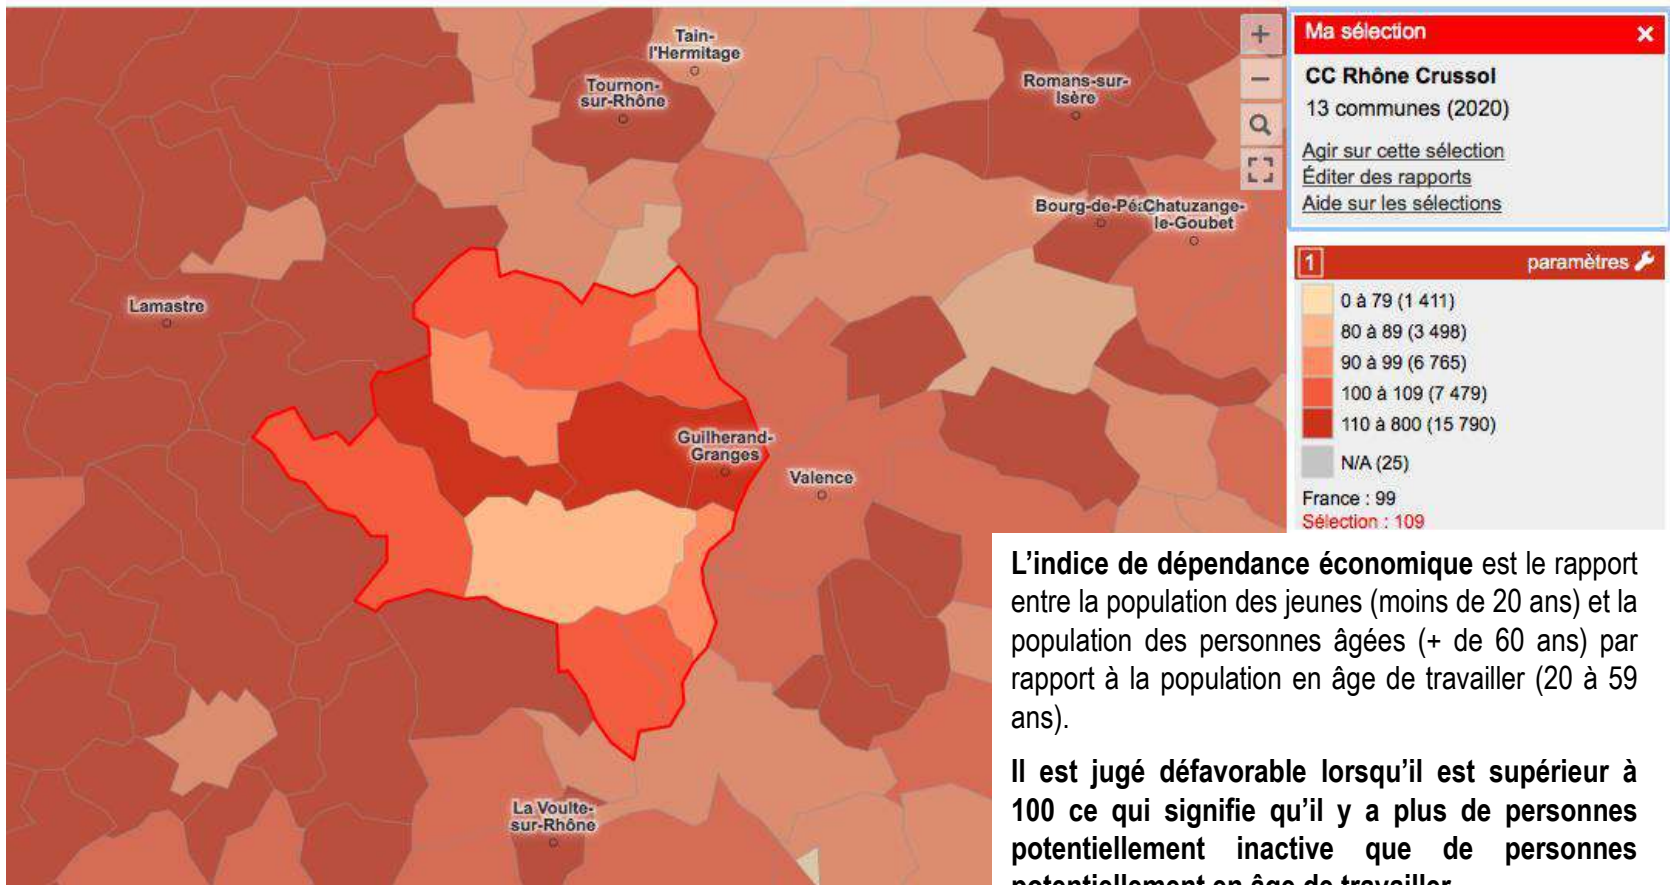 Tain-
l'Hermitage
Tournon-
sur-Rhône
Romans-sur-
Isère
Bourg-de-Péa
Chatuzange-
le-Goubet
Lamastre
Guilherand-
Granges
Valence
La Voulte-
sur-Rhône
+
−
Ma sélection ×
CC Rhône Crussol
13 communes (2020)
Agir sur cette sélection
Éditer des rapports
Aide sur les sélections
1 paramètres
0 à 79 (1 411)
80 à 89 (3 498)
90 à 99 (6 765)
100 à 109 (7 479)
110 à 800 (15 790)
N/A (25)
France : 99
Sélection : 109
L'indice de dépendance économique est le rapport
entre la population des jeunes (moins de 20 ans) et la
population des personnes âgées (+ de 60 ans) par
rapport à la population en âge de travailler (20 à 59
ans).
Il est jugé défavorable lorsqu'il est supérieur à
100 ce qui signifie qu'il y a plus de personnes
potentiellement inactive que de personnes
potentiellement en âge de travailler